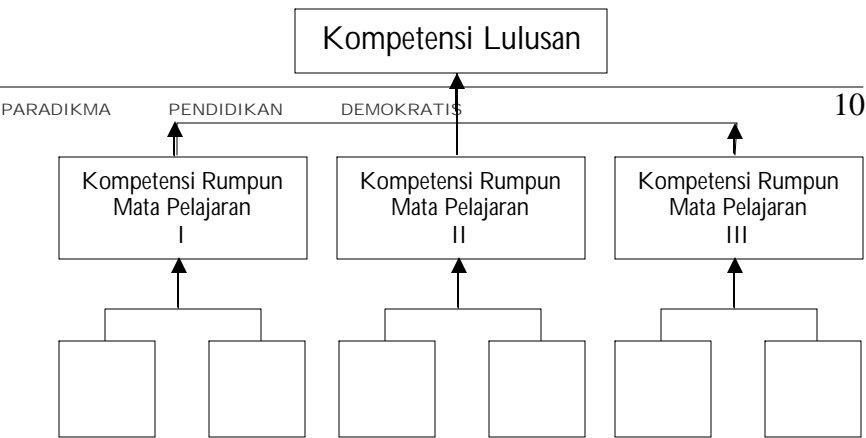 Kompetensi Lulusan
PARADIKMA PENDIDIKAN DEMOKRATIS 10
Kompetensi Rumpun
Mata Pelajaran
I
Kompetensi Rumpun
Mata Pelajaran
II
Kompetensi Rumpun
Mata Pelajaran
III